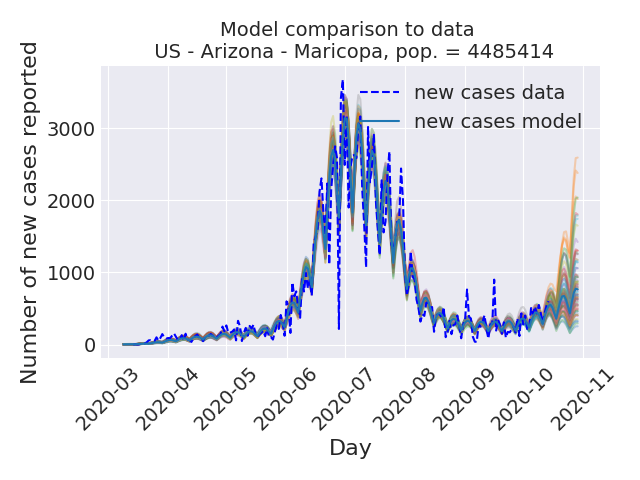 Model comparison to data
US - Arizona - Maricopa, pop. = 4485414
Number of new cases reported
3000
2000
1000
0
new cases data
new cases model
2020-03
2020-04
2020-05
2020-06
2020-07
2020-08
2020-09
2020-10
2020-11
Day